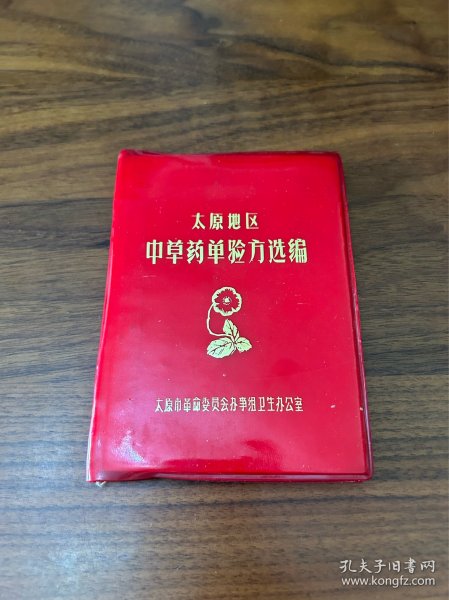 太原地区
中草药单验方选编
太原市革命委员会办事组卫生办公室
孔夫子旧书网
www.kongfz.com